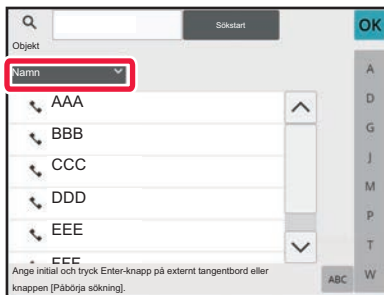 Sökstart
OK
Objekt
Namn
AAA
BBB
CCC
DDD
EEE
FFF
Ange initial och tryck Enter-knapp på externt tangentbord eller
knappen [Påbörja sökning].
A
D
G
J
M
P
T
W
ABC